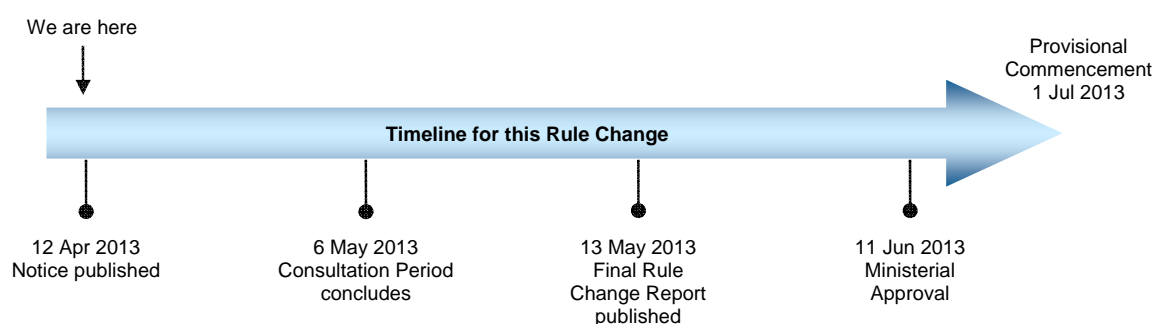 We are here
Provisional
Commencement
1 Jul 2013
Timeline for this Rule Change
12 Apr 2013
Notice published
6 May 2013
Consultation Period
concludes
13 May 2013
Final Rule
Change Report
published
11 Jun 2013
Ministerial
Approval